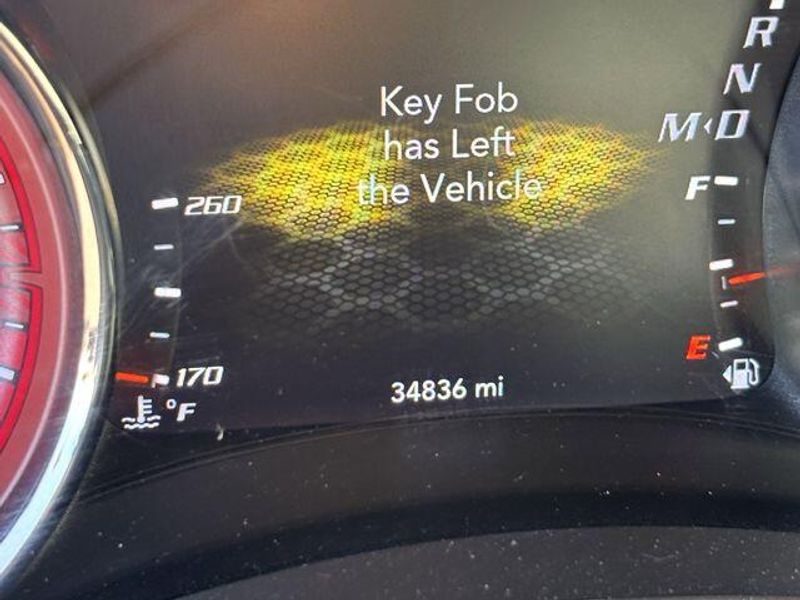 Key Fob
has Left
the Vehicle
R
N
M D
F
260
170
°F
E
34836 mi